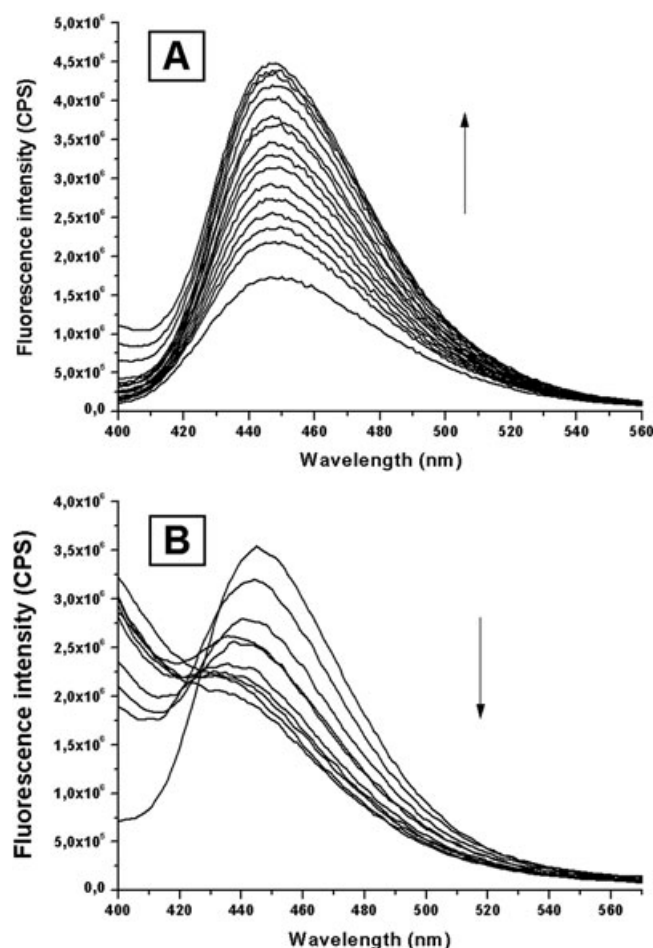 A
Fluorescence intensity (CPS)
5,0x10⁶
4,5x10⁶
4,0x10⁶
3,5x10⁶
3,0x10⁶
2,5x10⁶
2,0x10⁶
1,5x10⁶
1,0x10⁶
5,0x10⁵
0,0
400 420 440 460 480 500 520 540 560
Wavelength (nm)
B
Fluorescence intensity (CPS)
4,0x10⁶
3,5x10⁶
3,0x10⁶
2,5x10⁶
2,0x10⁶
1,5x10⁶
1,0x10⁶
5,0x10⁵
0,0
400 420 440 460 480 500 520 540 560
Wavelength (nm)